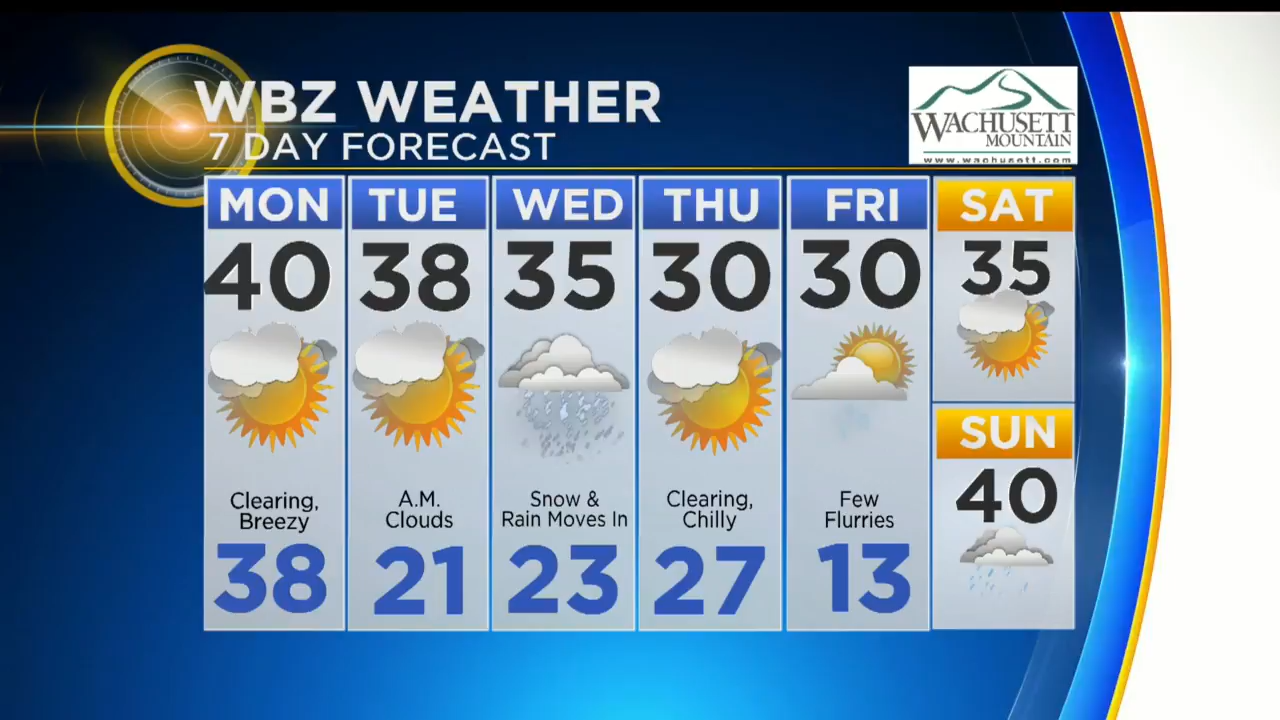 WBZ WEATHER
7 DAY FORECAST
WACHUSETT
MOUNTAIN
www.wachusett.com
MON
40
Clearing,
Breezy
38
TUE
38
A.M.
Clouds
21
WED
35
Snow &
Rain Moves In
23
THU
30
Clearing,
Chilly
27
FRI
30
Few
Flurries
13
SAT
35
SUN
40